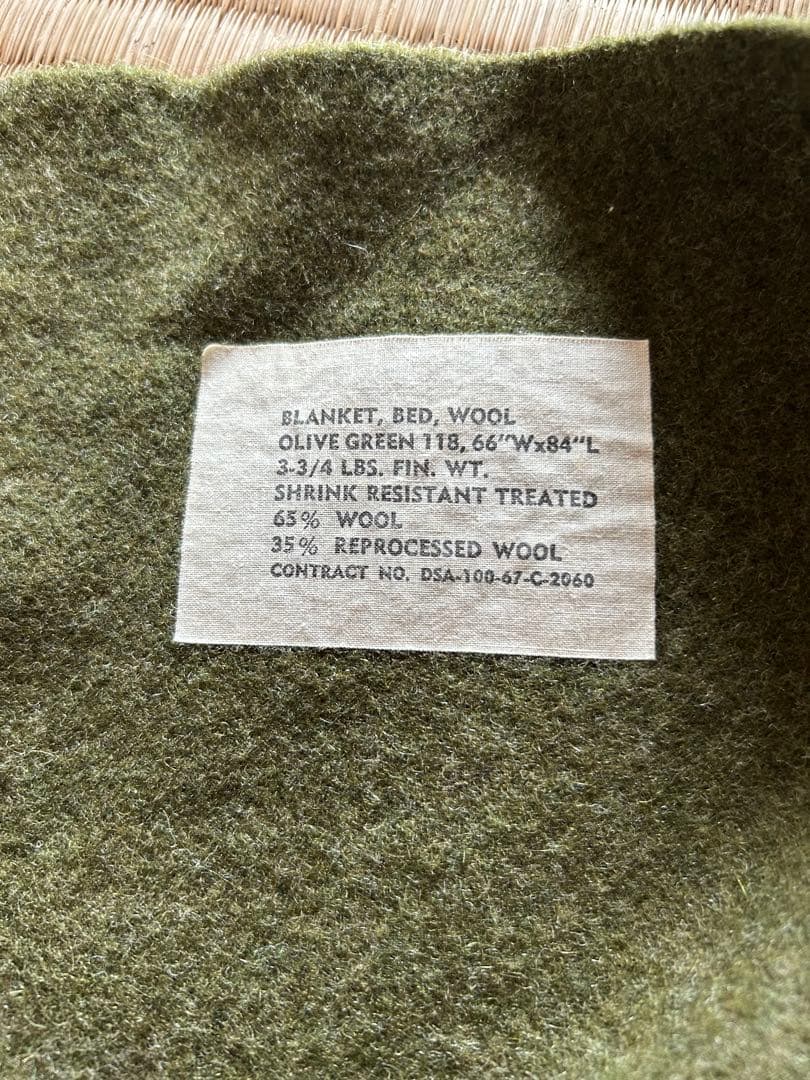 BLANKET, BED, WOOL
OLIVE GREEN 118, 66"Wx84"L
3-3/4 LBS. FIN. WT.
SHRINK RESISTANT TREATED
65% WOOL
35% REPROCESSED WOOL
CONTRACT NO. DSA-100-67-C-2060